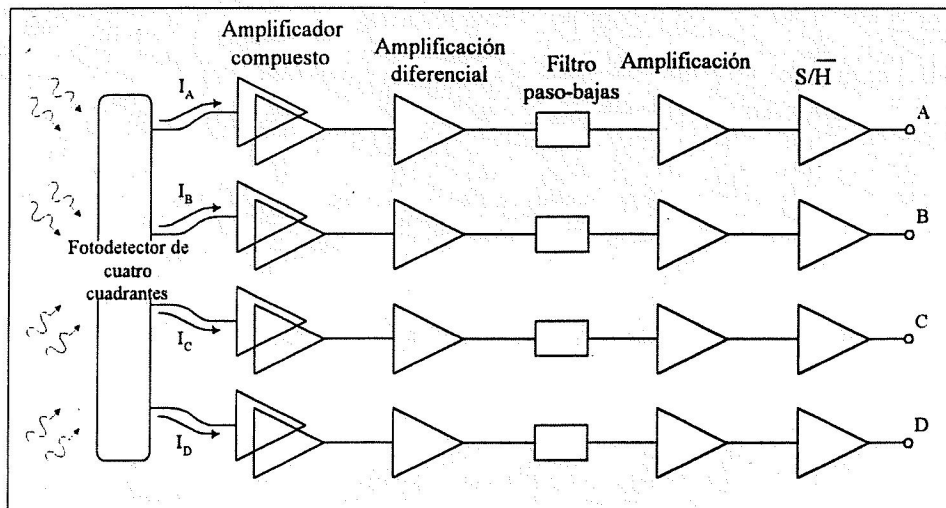 Amplificador
compuesto
Amplificación
diferencial
Filtro
paso-bajas
Amplificación
S/H̅
I_A
A
I_B
B
Fotodetector de
cuatro
cuadrantes
I_C
C
I_D
D